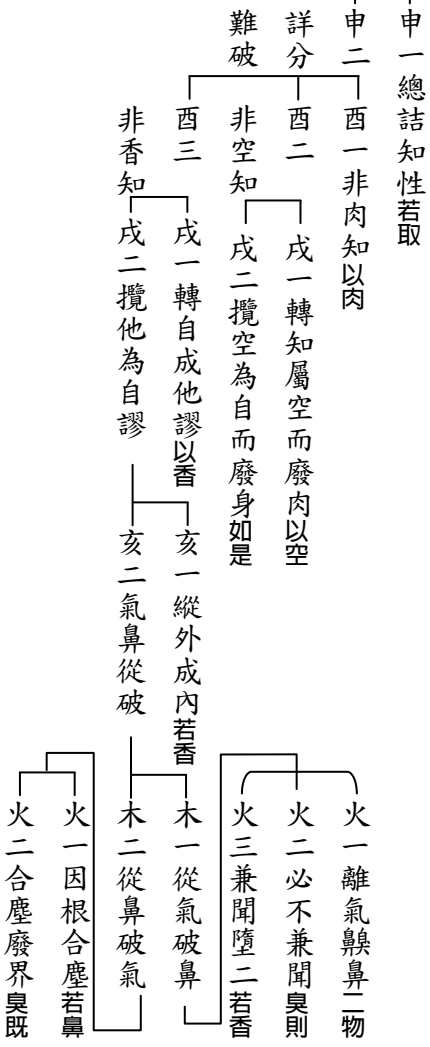 申一總詰知性若取
申二詳分難破
酉一非肉知以肉
酉二非空知
戌一轉知屬空而廢肉以空
戌二攬空為自而廢身如是
酉三非香知
戌一轉自成他謬以香
戌二攬他為自謬
亥一縱外成內若香
亥二氣鼻從破
木一從氣破鼻
火一離氣齅鼻二物
火二必不兼聞臭則
火三兼聞墮二若香
木二從鼻破氣
火一因根合塵若鼻
火二合塵廢界臭既